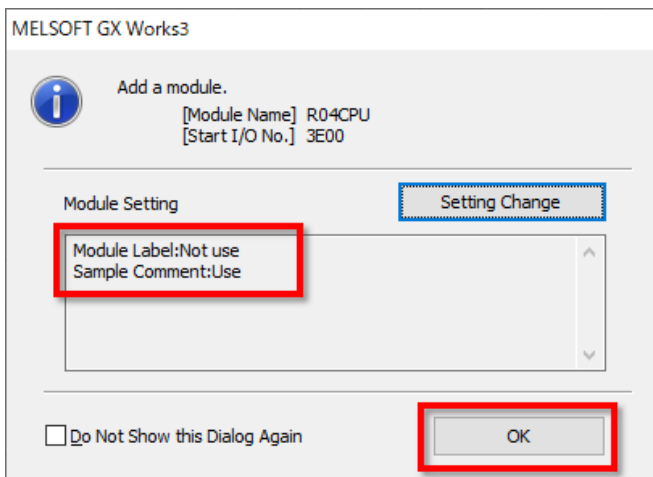 MELSOFT GX Works3
Add a module.
[Module Name] R04CPU
[Start I/O No.] 3E00
Module Setting
Setting Change
Module Label:Not use
Sample Comment:Use
Do Not Show this Dialog Again
OK